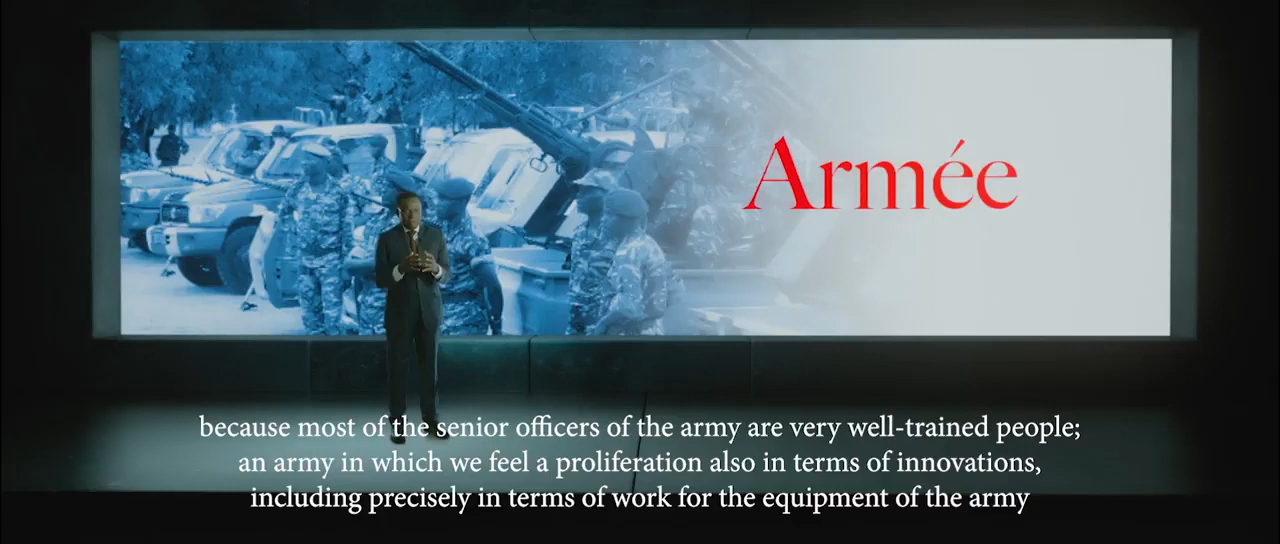 Armée
because most of the senior officers of the army are very well-trained people;
an army in which we feel a proliferation also in terms of innovations,
including precisely in terms of work for the equipment of the army